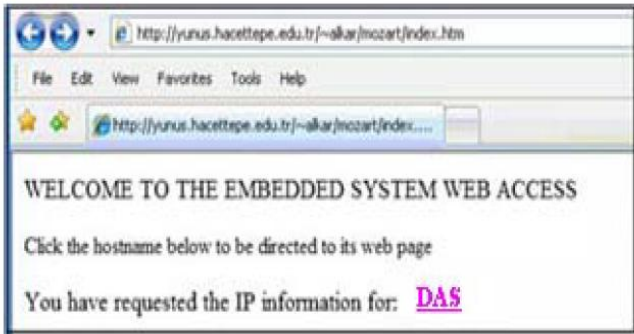 http://yunus.hacettepe.edu.tr/~alkar/mozart/index.htm
File Edit View Favorites Tools Help
http://yunus.hacettepe.edu.tr/~alkar/mozart/index....
WELCOME TO THE EMBEDDED SYSTEM WEB ACCESS
Click the hostname below to be directed to its web page
You have requested the IP information for: DAS